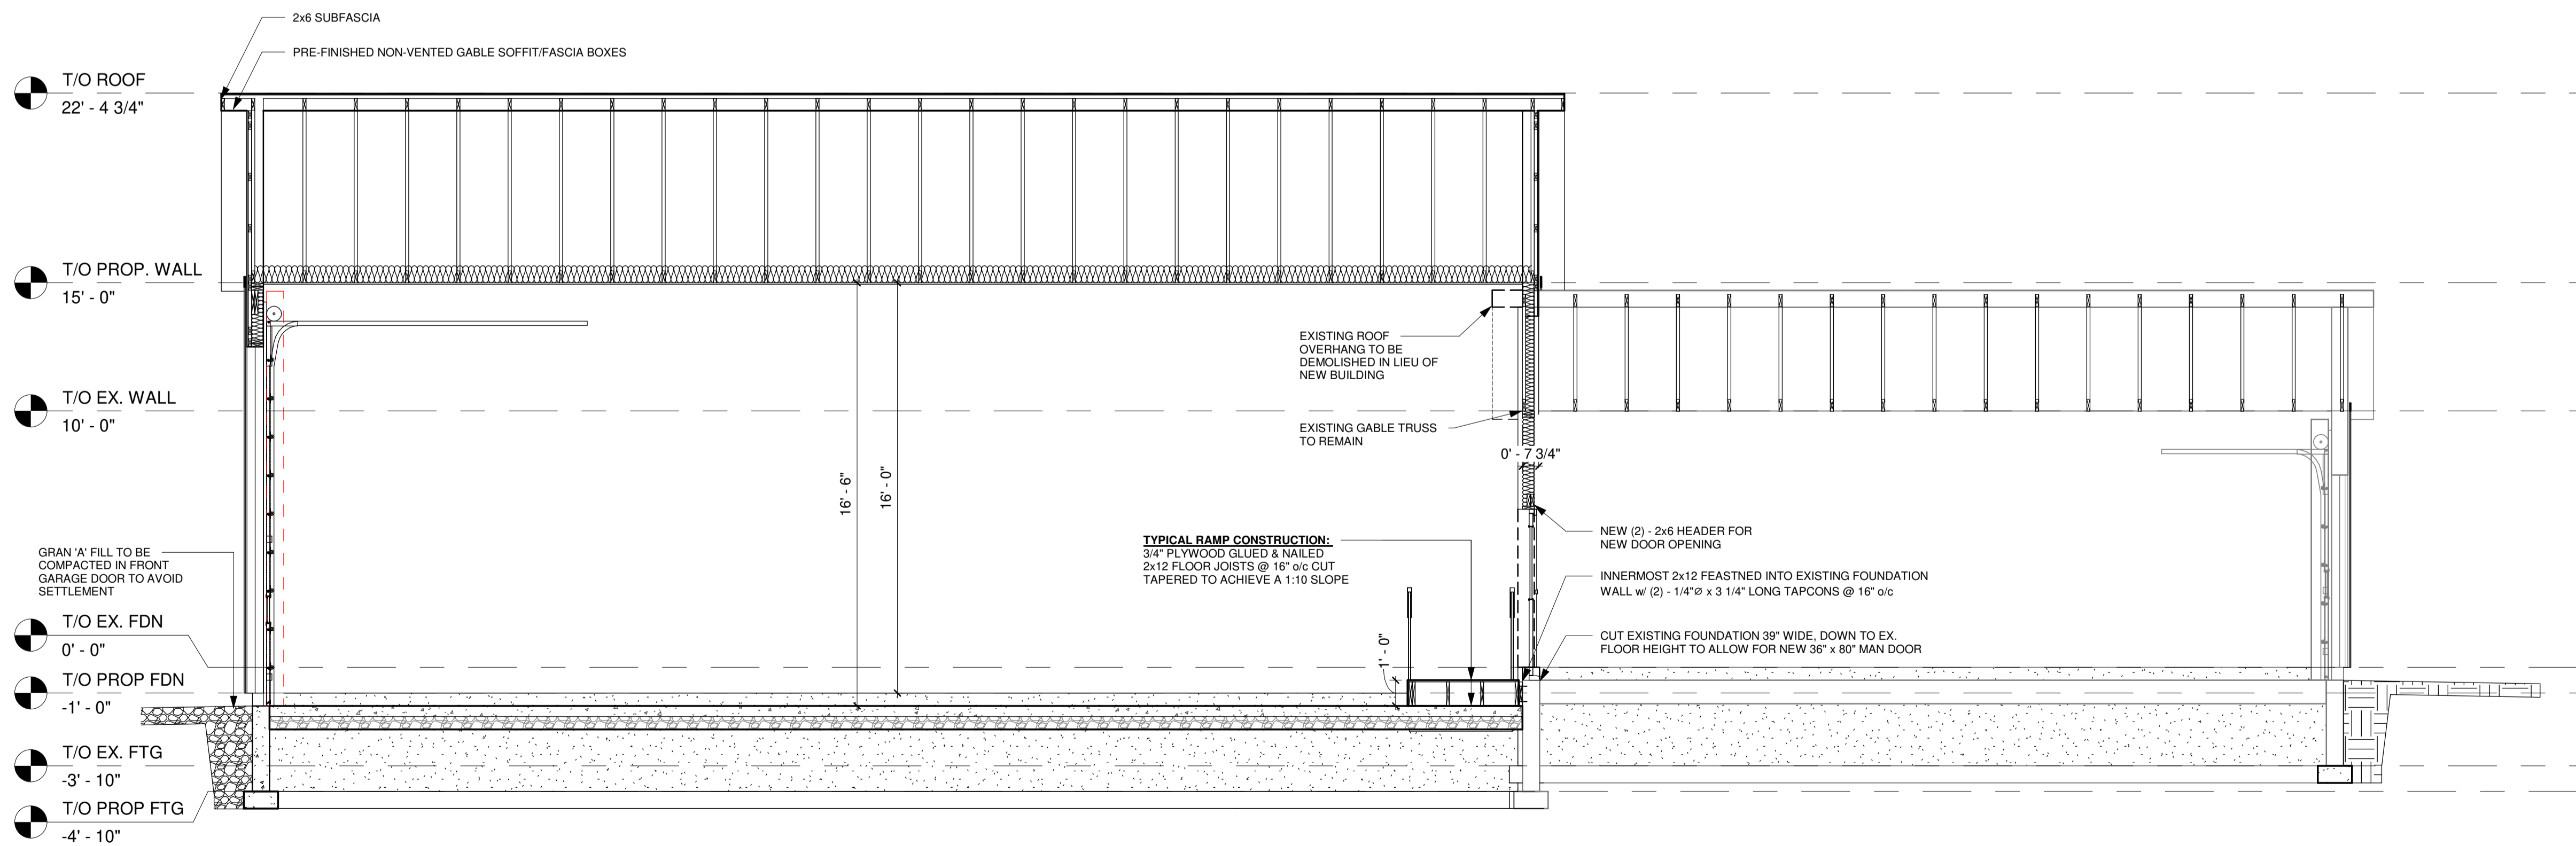 2x6 SUBFASCIA
PRE-FINISHED NON-VENTED GABLE SOFFIT/FASCIA BOXES
T/O ROOF
22' - 4 3/4"
T/O PROP. WALL
15' - 0"
T/O EX. WALL
10' - 0"
GRAN 'A' FILL TO BE
COMPACTED IN FRONT
GARAGE DOOR TO AVOID
SETTLEMENT
T/O EX. FDN
0' - 0"
T/O PROP FDN
-1' - 0"
T/O EX. FTG
-3' - 10"
T/O PROP FTG
-4' - 10"
16' - 6"
16' - 0"
EXISTING ROOF
OVERHANG TO BE
DEMOLISHED IN LIEU OF
NEW BUILDING
EXISTING GABLE TRUSS
TO REMAIN
0' - 7 3/4"
TYPICAL RAMP CONSTRUCTION:
3/4" PLYWOOD GLUED & NAILED
2x12 FLOOR JOISTS @ 16" o/c CUT
TAPERED TO ACHIEVE A 1:10 SLOPE
1' - 0"
NEW (2) - 2x6 HEADER FOR
NEW DOOR OPENING
INNERMOST 2x12 FEASTNED INTO EXISTING FOUNDATION
WALL w/ (2) - 1/4"Ø x 3 1/4" LONG TAPCONS @ 16" o/c
CUT EXISTING FOUNDATION 39" WIDE, DOWN TO EX.
FLOOR HEIGHT TO ALLOW FOR NEW 36" x 80" MAN DOOR